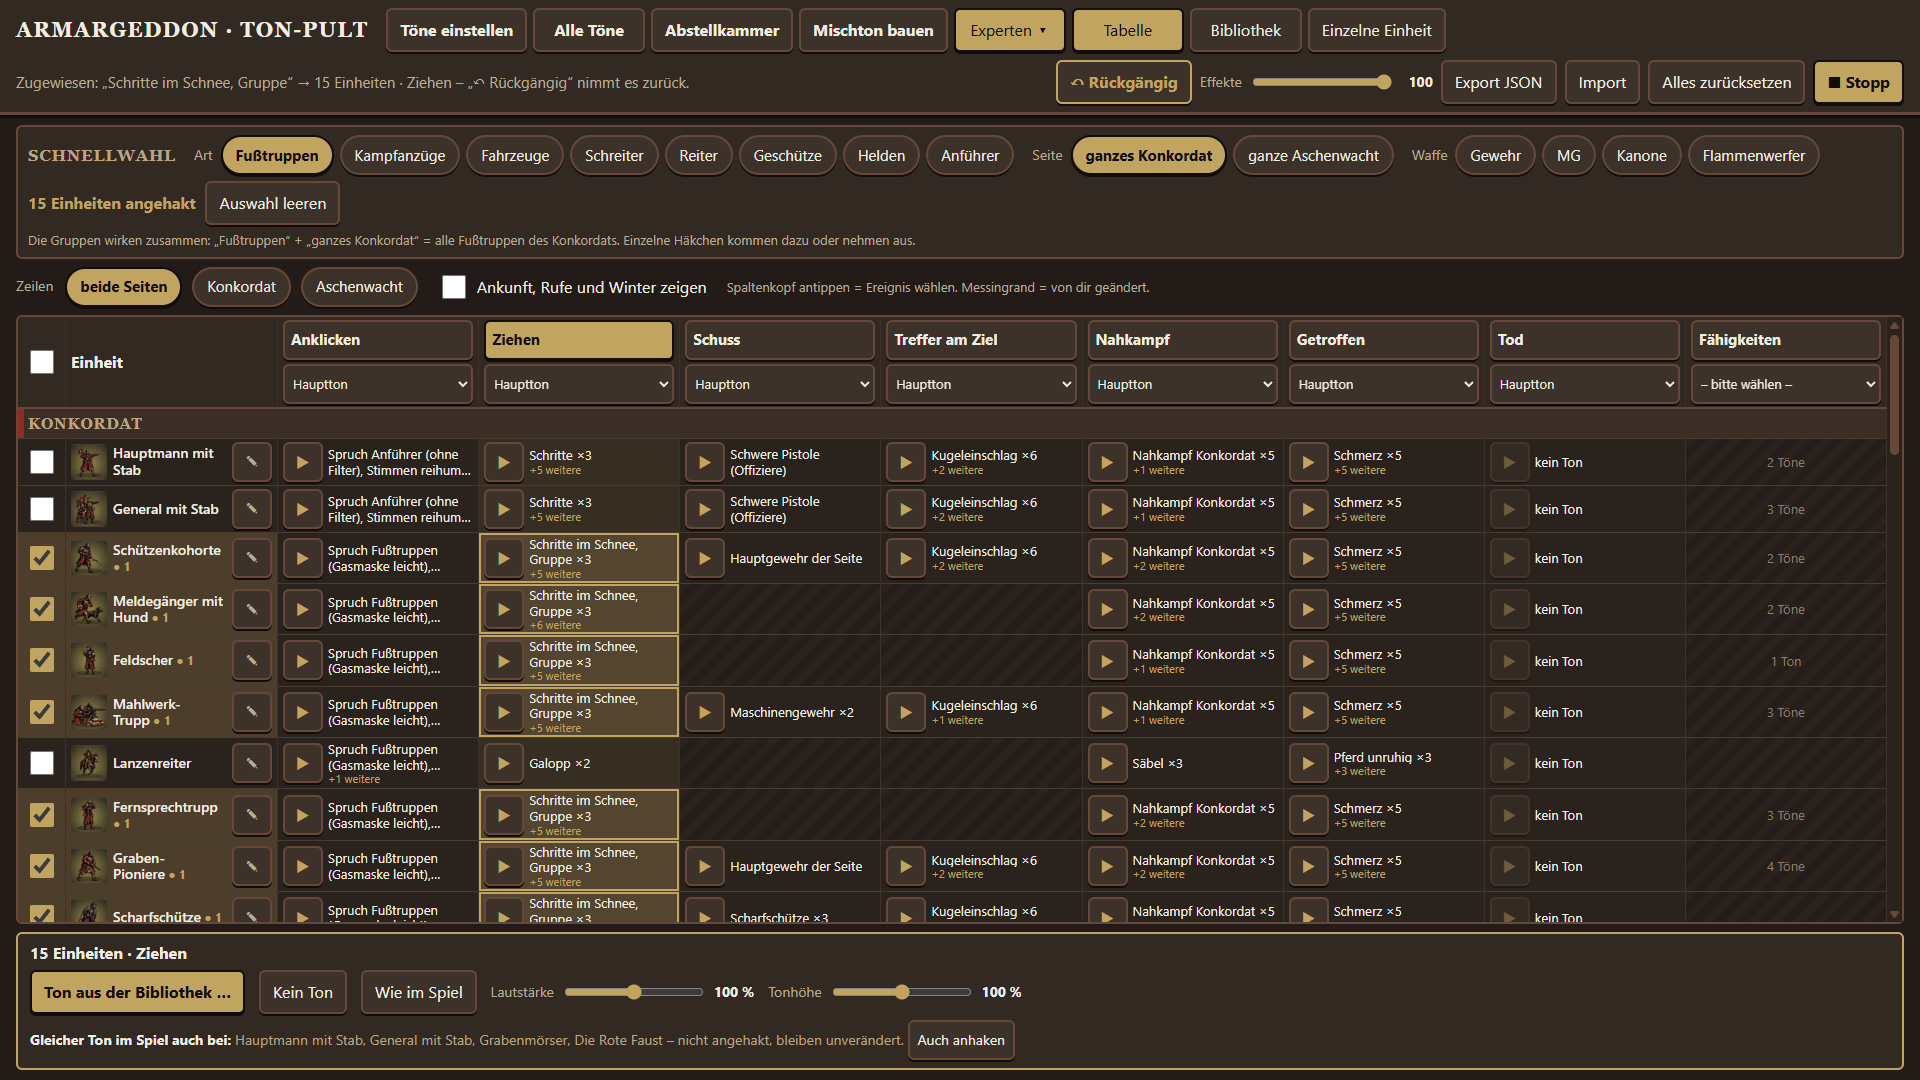 ARMARGEDDON · TON-PULT
Töne einstellen
Alle Töne
Abstellkammer
Mischton bauen
Experten ▾
Tabelle
Bibliothek
Einzelne Einheit
Zugewiesen: „Schritte im Schnee, Gruppe“ → 15 Einheiten · Ziehen – „↶ Rückgängig“ nimmt es zurück.
↶ Rückgängig
Effekte
100
Export JSON
Import
Alles zurücksetzen
■ Stopp
SCHNELLWAHL
Art
Fußtruppen
Kampfanzüge
Fahrzeuge
Schreiter
Reiter
Geschütze
Helden
Anführer
Seite
ganzes Konkordat
ganze Aschenwacht
Waffe
Gewehr
MG
Kanone
Flammenwerfer
15 Einheiten angehakt
Auswahl leeren
Die Gruppen wirken zusammen: „Fußtruppen“ + „ganzes Konkordat“ = alle Fußtruppen des Konkordats. Einzelne Häkchen kommen dazu oder nehmen aus.
Zeilen
beide Seiten
Konkordat
Aschenwacht
Ankunft, Rufe und Winter zeigen
Spaltenkopf antippen = Ereignis wählen. Messingrand = von dir geändert.
Einheit
Anklicken
Ziehen
Schuss
Treffer am Ziel
Nahkampf
Getroffen
Tod
Fähigkeiten
Hauptton
Hauptton
Hauptton
Hauptton
Hauptton
Hauptton
Hauptton
– bitte wählen –
KONKORDAT
Hauptmann mit
Stab
Spruch Anführer (ohne
Filter), Stimmen reihum...
Schritte ×3
+5 weitere
Schwere Pistole
(Offiziere)
Kugeleinschlag ×6
+2 weitere
Nahkampf Konkordat ×5
+1 weitere
Schmerz ×5
+5 weitere
kein Ton
2 Töne
General mit Stab
Spruch Anführer (ohne
Filter), Stimmen reihum...
Schritte ×3
+5 weitere
Schwere Pistole
(Offiziere)
Kugeleinschlag ×6
+2 weitere
Nahkampf Konkordat ×5
+1 weitere
Schmerz ×5
+5 weitere
kein Ton
3 Töne
Schützenkohorte
● 1
Spruch Fußtruppen
(Gasmaske leicht),...
Schritte im Schnee,
Gruppe ×3
+5 weitere
Hauptgewehr der Seite
Kugeleinschlag ×6
+2 weitere
Nahkampf Konkordat ×5
+2 weitere
Schmerz ×5
+5 weitere
kein Ton
2 Töne
Meldegänger mit
Hund ● 1
Spruch Fußtruppen
(Gasmaske leicht),...
Schritte im Schnee,
Gruppe ×3
+6 weitere
Nahkampf Konkordat ×5
+2 weitere
Schmerz ×5
+5 weitere
kein Ton
2 Töne
Feldscher ● 1
Spruch Fußtruppen
(Gasmaske leicht),...
Schritte im Schnee,
Gruppe ×3
+5 weitere
Nahkampf Konkordat ×5
+1 weitere
Schmerz ×5
+5 weitere
kein Ton
1 Ton
Mahlwerk-
Trupp ● 1
Spruch Fußtruppen
(Gasmaske leicht),...
Schritte im Schnee,
Gruppe ×3
+5 weitere
Maschinengewehr ×2
Kugeleinschlag ×6
+1 weitere
Nahkampf Konkordat ×5
+1 weitere
Schmerz ×5
+5 weitere
kein Ton
3 Töne
Lanzenreiter
Spruch Fußtruppen
(Gasmaske leicht),...
+1 weitere
Galopp ×2
Säbel ×3
Pferd unruhig ×3
+3 weitere
kein Ton
Fernsprechtrupp
● 1
Spruch Fußtruppen
(Gasmaske leicht),...
Schritte im Schnee,
Gruppe ×3
+5 weitere
Nahkampf Konkordat ×5
+2 weitere
Schmerz ×5
+5 weitere
kein Ton
3 Töne
Graben-
Pioniere ● 1
Spruch Fußtruppen
(Gasmaske leicht),...
Schritte im Schnee,
Gruppe ×3
+5 weitere
Hauptgewehr der Seite
Kugeleinschlag ×6
+2 weitere
Nahkampf Konkordat ×5
+2 weitere
Schmerz ×5
+5 weitere
kein Ton
4 Töne
Scharfschütze ● 1
Spruch Fußtruppen
Schritte im Schnee,
Gruppe ×3
Scharfschütze ×3
Kugeleinschlag ×6
Nahkampf Konkordat ×5
Schmerz ×5
kein Ton
15 Einheiten · Ziehen
Ton aus der Bibliothek ...
Kein Ton
Wie im Spiel
Lautstärke
100 %
Tonhöhe
100 %
Gleicher Ton im Spiel auch bei: Hauptmann mit Stab, General mit Stab, Grabenmörser, Die Rote Faust – nicht angehakt, bleiben unverändert.
Auch anhaken